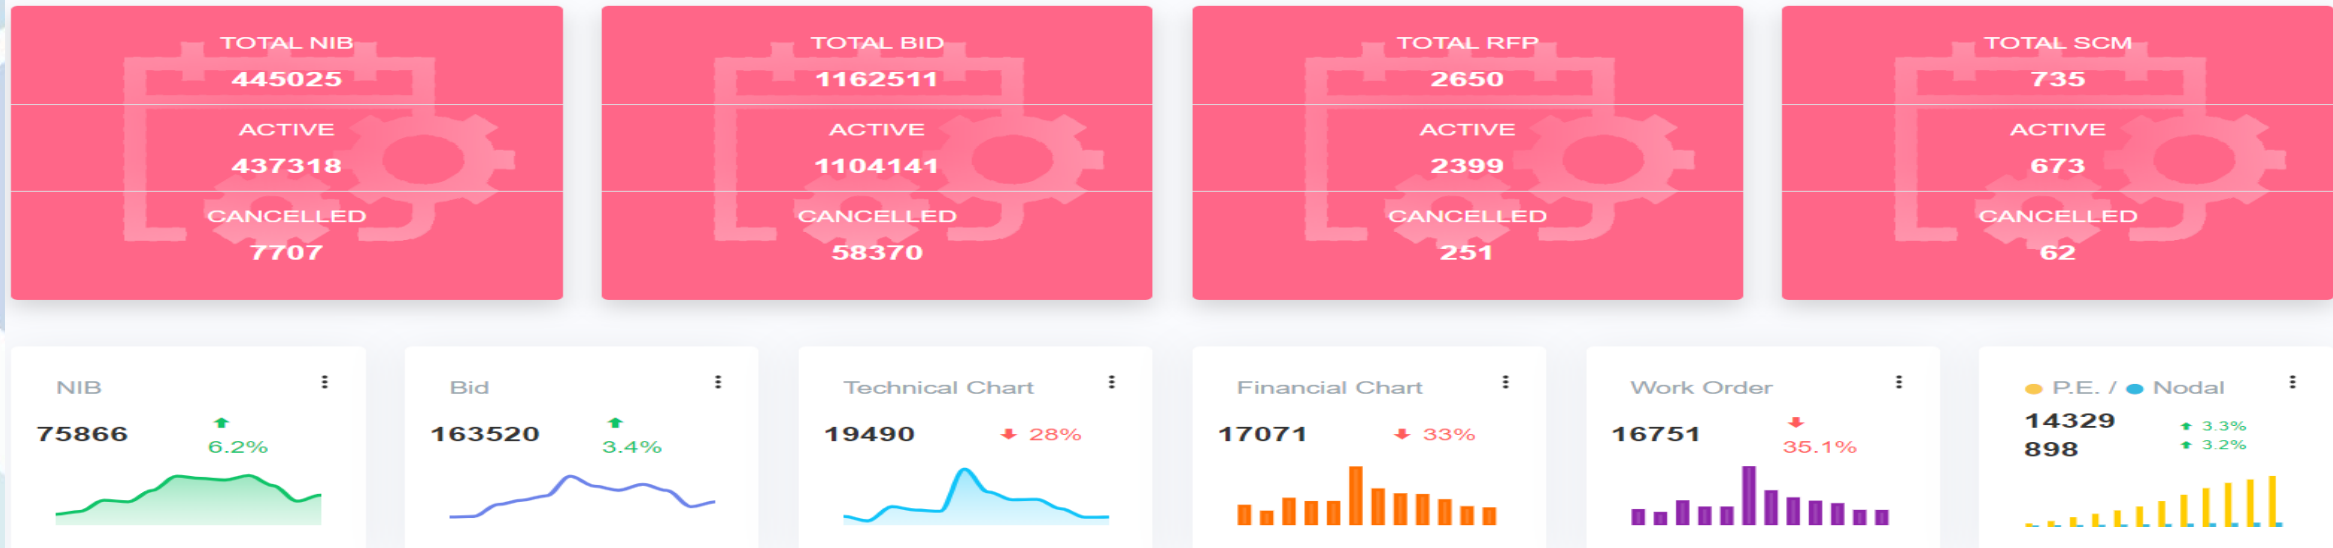 TOTAL NIB
445025
ACTIVE
437318
CANCELLED
7707
TOTAL BID
1162511
ACTIVE
1104141
CANCELLED
58370
TOTAL RFP
2650
ACTIVE
2399
CANCELLED
251
TOTAL SCM
735
ACTIVE
673
CANCELLED
62
NIB
75866
6.2%
Bid
163520
3.4%
Technical Chart
19490 28%
Financial Chart
17071 33%
Work Order
16751
35.1%
P.E. / Nodal
14329 3.3%
898 3.2%